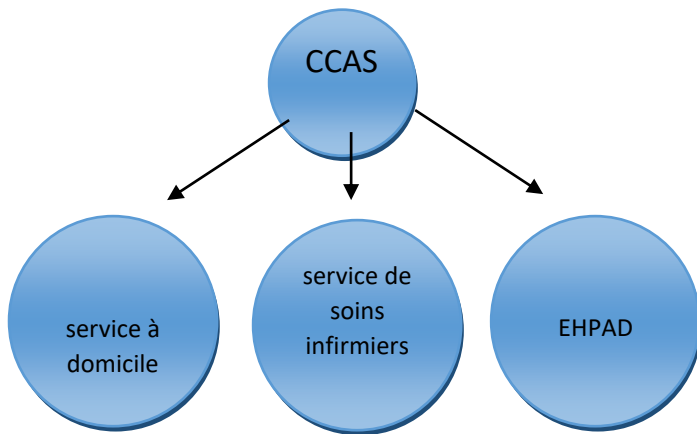 CCAS
service à
domicile
service de
soins
infirmiers
EHPAD